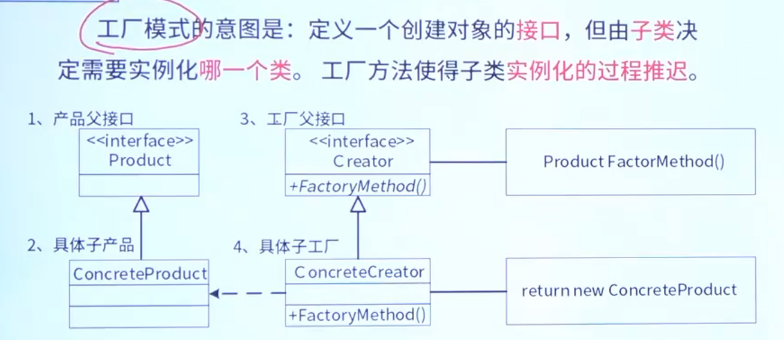 工厂模式的意图是：定义一个创建对象的接口，但由子类决
定需要实例化哪一个类。 工厂方法使得子类实例化的过程推迟。
1、产品父接口
<<interface>>
Product
3、工厂父接口
<<interface>>
Creator
+FactoryMethod()
Product FactorMethod()
2、具体子产品
ConcreteProduct
4、具体子工厂
ConcreteCreator
+FactoryMethod()
return new ConcreteProduct